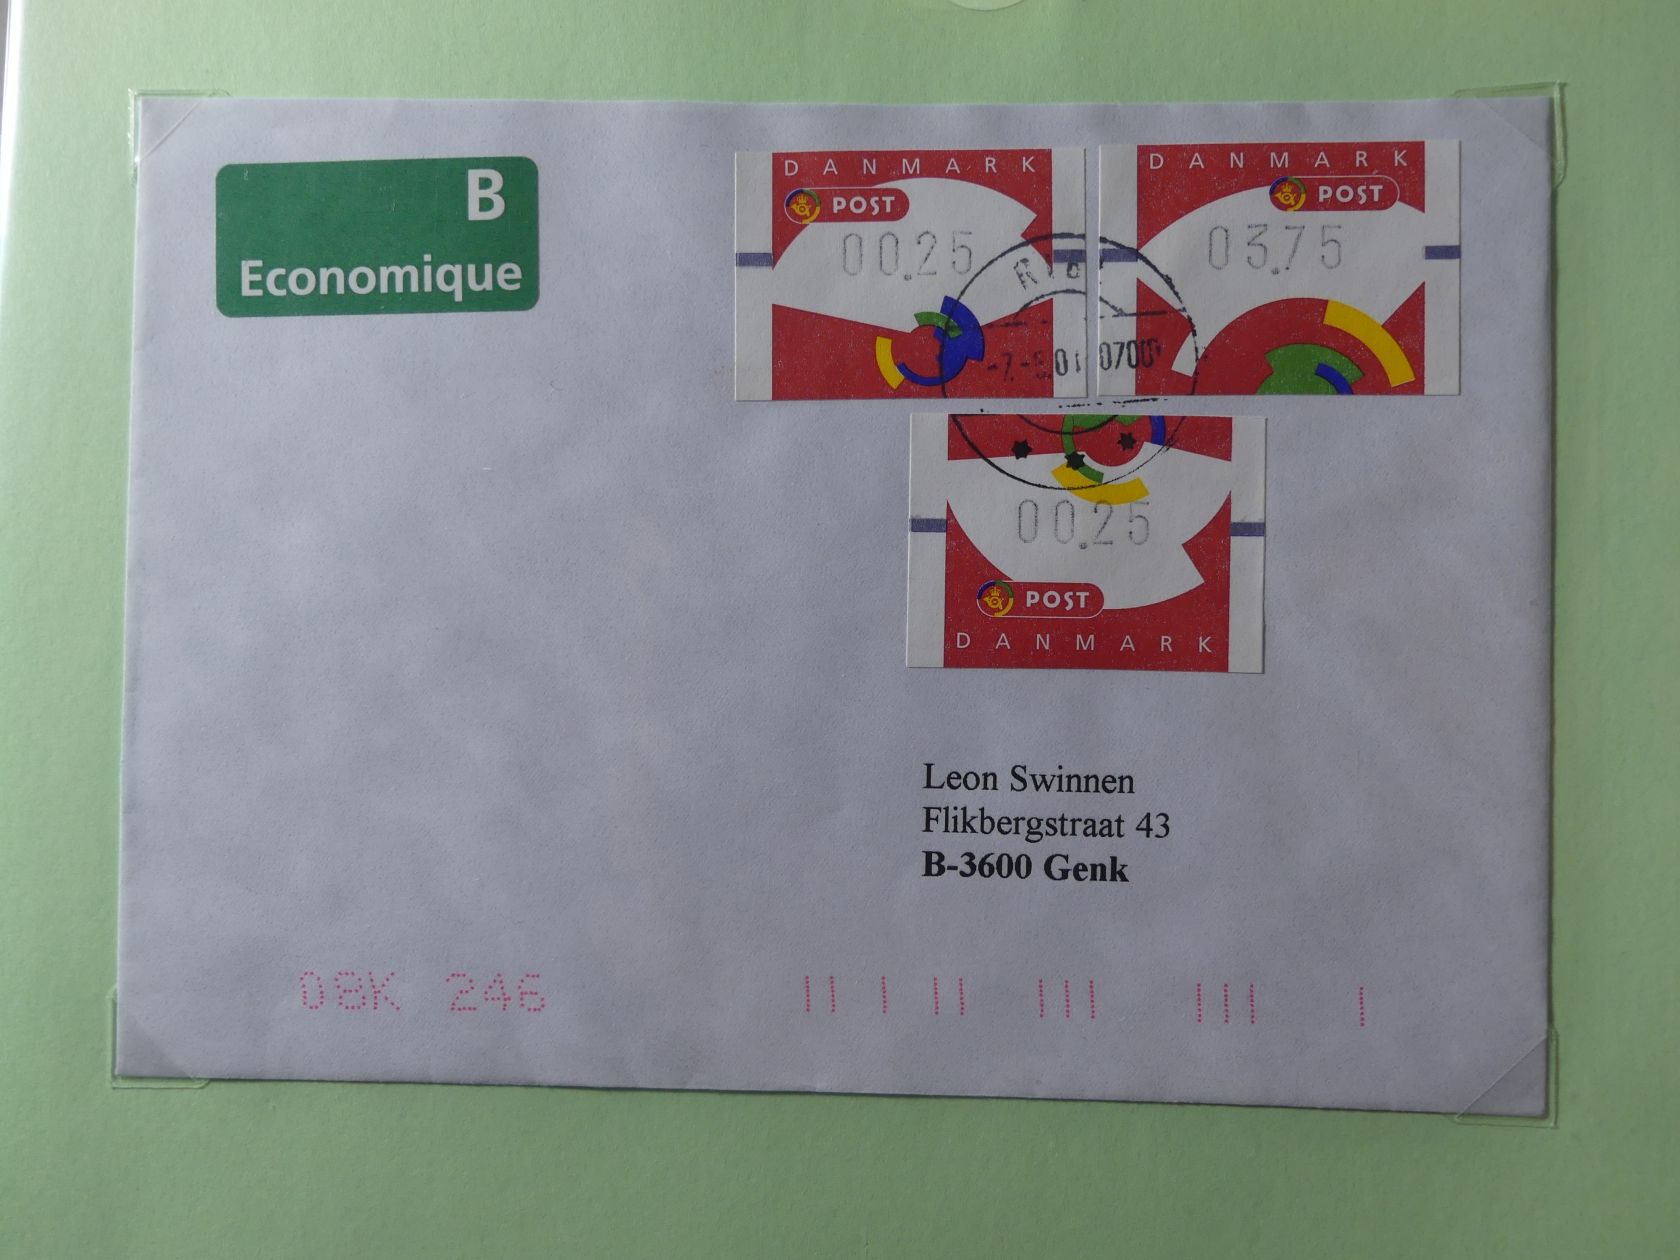 B
Economique
DANMARK
POST
00.25
DANMARK
POST
03.75
0700
00.25
POST
DANMARK
Leon Swinnen
Flikbergstraat 43
B-3600 Genk
08K 246